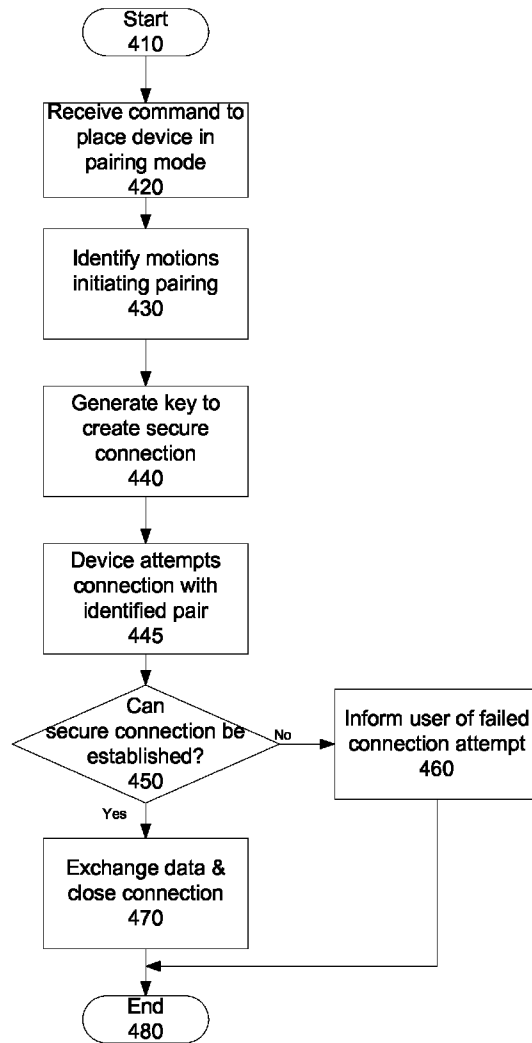 Start
410
Receive command to
place device in
pairing mode
420
Identify motions
initiating pairing
430
Generate key to
create secure
connection
440
Device attempts
connection with
identified pair
445
Can
secure connection be
established?
450
No
Inform user of failed
connection attempt
460
Yes
Exchange data &
close connection
470
End
480